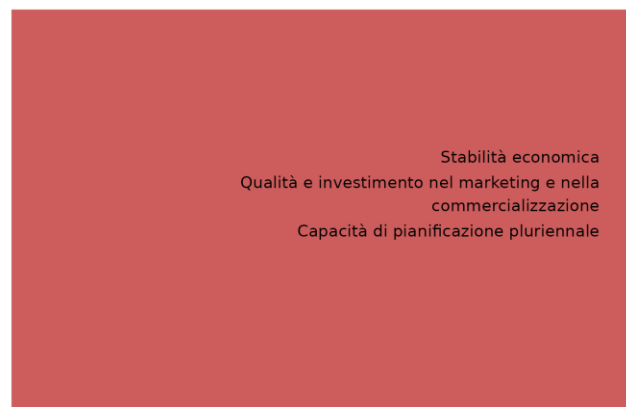 Stabilità economica
Qualità e investimento nel marketing e nella
commercializzazione
Capacità di pianificazione pluriennale